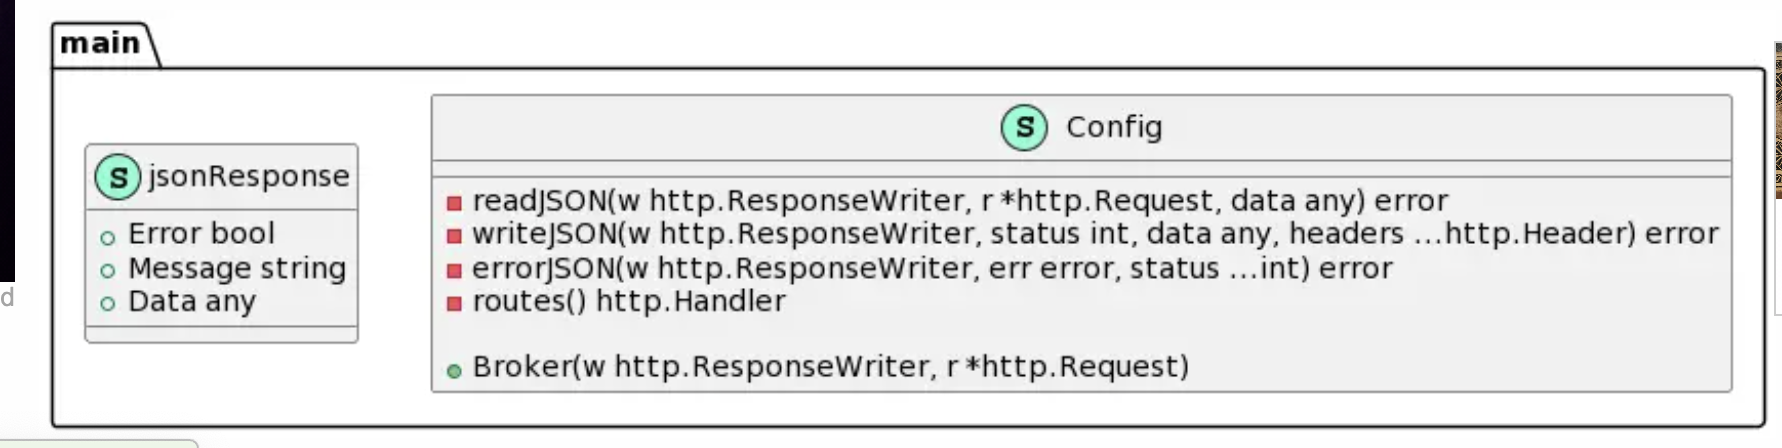 main
S jsonResponse
Error bool
Message string
Data any
S Config
readJSON(w http.ResponseWriter, r *http.Request, data any) error
writeJSON(w http.ResponseWriter, status int, data any, headers ...http.Header) error
errorJSON(w http.ResponseWriter, err error, status ...int) error
routes() http.Handler
Broker(w http.ResponseWriter, r *http.Request)
d